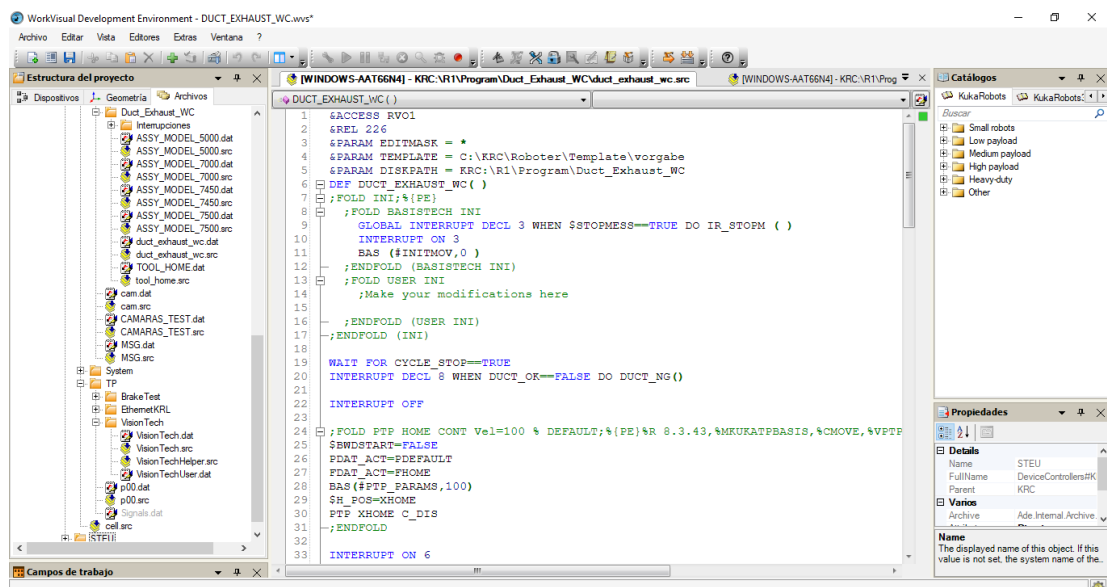 WorkVisual Development Environment - DUCT_EXHAUST_WC.wvs*
Archivo Editar Vista Editores Extras Ventana ?
Estructura del proyecto
Dispositivos Geometría Archivos
Duct_Exhaust_WC
Interrupciones
ASSY_MODEL_5000.dat
ASSY_MODEL_5000.src
ASSY_MODEL_7000.dat
ASSY_MODEL_7000.src
ASSY_MODEL_7450.dat
ASSY_MODEL_7450.src
ASSY_MODEL_7500.dat
ASSY_MODEL_7500.src
duct_exhaust_wc.dat
duct_exhaust_wc.src
TOOL_HOME.dat
tool_home.src
cam.dat
cam.src
CAMARAS_TEST.dat
CAMARAS_TEST.src
MSG.dat
MSG.src
System
TP
BrakeTest
EthernetKRL
VisionTech
VisionTech.dat
VisionTech.src
VisionTechHelper.src
VisionTechUser.dat
p00.dat
p00.src
Signals.dat
cell.src
STEU
Campos de trabajo
[WINDOWS-AAT66N4] - KRC:\R1\Program\Duct_Exhaust_WC\duct_exhaust_wc.src
[WINDOWS-AAT66N4] - KRC:\R1\Prog
DUCT_EXHAUST_WC ( )
1 &ACCESS RVO1
2 &REL 226
3 &PARAM EDITMASK = *
4 &PARAM TEMPLATE = C:\KRC\Roboter\Template\vorgabe
5 &PARAM DISKPATH = KRC:\R1\Program\Duct_Exhaust_WC
6 DEF DUCT_EXHAUST_WC( )
7 ;FOLD INI;%{PE}
8 ;FOLD BASISTECH INI
9 GLOBAL INTERRUPT DECL 3 WHEN $STOPMESS==TRUE DO IR_STOPM ( )
10 INTERRUPT ON 3
11 BAS (#INITMOV,0 )
12 ;ENDFOLD (BASISTECH INI)
13 ;FOLD USER INI
14 ;Make your modifications here
15
16 ;ENDFOLD (USER INI)
17 ;ENDFOLD (INI)
18
19 WAIT FOR CYCLE_STOP==TRUE
20 INTERRUPT DECL 8 WHEN DUCT_OK==FALSE DO DUCT_NG()
21
22 INTERRUPT OFF
23
24 ;FOLD PTP HOME CONT Vel=100 % DEFAULT;%{PE}%R 8.3.43,%MKUKATPBASIS,%CMOVE,%VPTP
25 $BWDSTART=FALSE
26 PDAT_ACT=PDEFAULT
27 FDAT_ACT=FHOME
28 BAS(#PTP_PARAMS,100)
29 $H_POS=XHOME
30 PTP XHOME C_DIS
31 ;ENDFOLD
32
33 INTERRUPT ON 6
Catálogos
KukaRobots KukaRobots
Buscar
Small robots
Low payload
Medium payload
High payload
Heavy-duty
Other
Propiedades
Details
Name STEU
FullName DeviceControllers#K
Parent KRC
Varios
Archive Ade.Internal.Archive.
Name
The displayed name of this object. If this
value is not set, the system name of the..